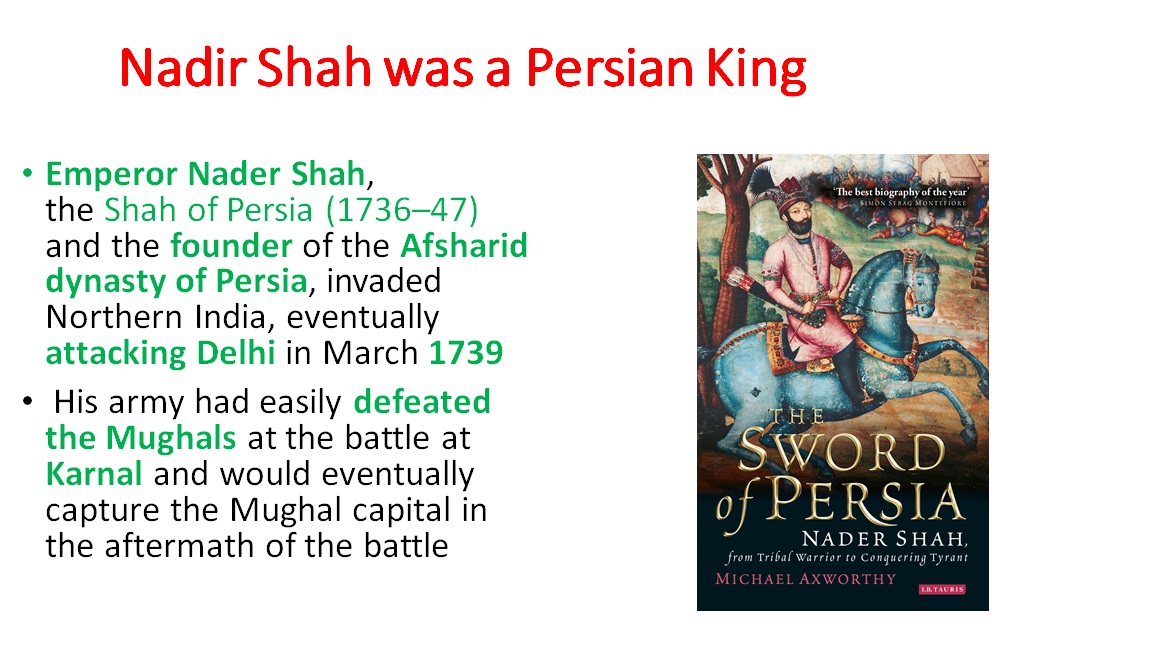 Nadir Shah was a Persian King
• Emperor Nader Shah,
the Shah of Persia (1736–47)
and the founder of the Afsharid
dynasty of Persia, invaded
Northern India, eventually
attacking Delhi in March 1739
• His army had easily defeated
the Mughals at the battle at
Karnal and would eventually
capture the Mughal capital in
the aftermath of the battle
'The best biography of the year'
SIMON SEBAG MONTEFIORE
THE
SWORD
of PERSIA
NADER SHAH,
from Tribal Warrior to Conquering Tyrant
MICHAEL AXWORTHY
I.B.TAURIS